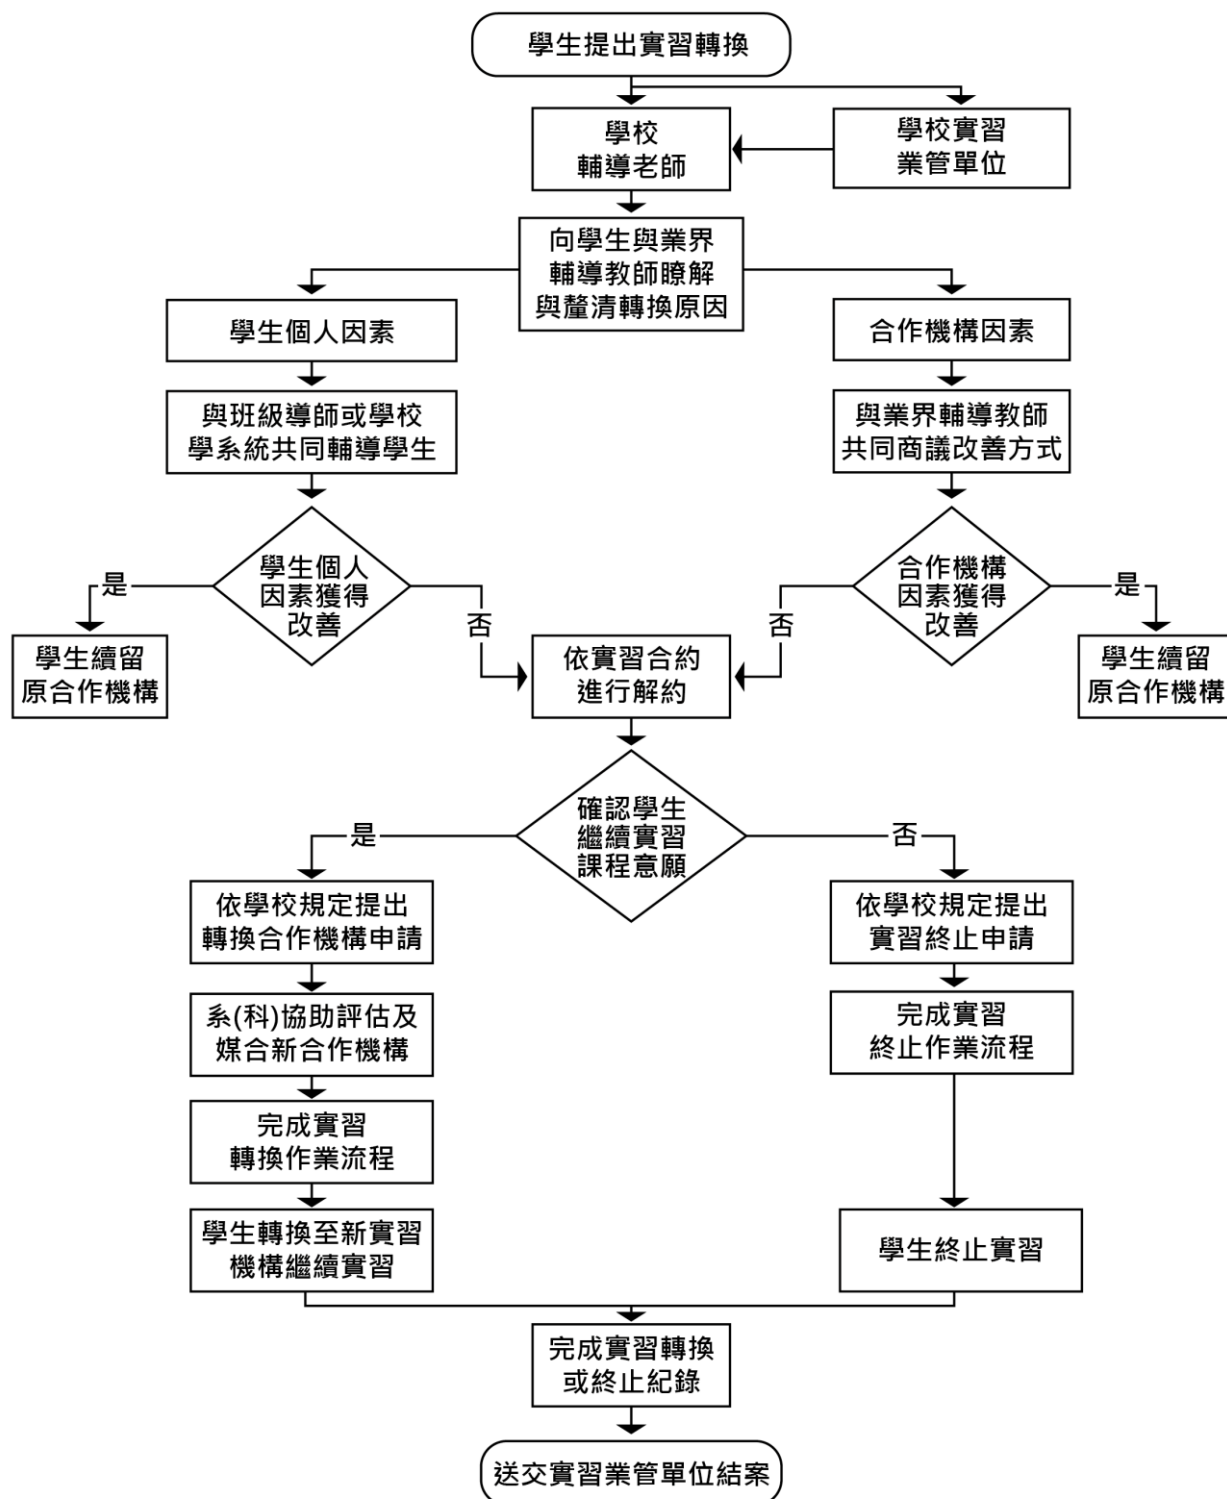 學生提出實習轉換
學校
輔導老師
學校實習
業管單位
向學生與業界
輔導教師瞭解
與釐清轉換原因
學生個人因素
合作機構因素
與班級導師或學校
學系統共同輔導學生
與業界輔導教師
共同商議改善方式
學生個人
因素獲得
改善
合作機構
因素獲得
改善
是
否
否
是
學生續留
原合作機構
依實習合約
進行解約
學生續留
原合作機構
確認學生
繼續實習
課程意願
是
否
依學校規定提出
轉換合作機構申請
依學校規定提出
實習終止申請
系(科)協助評估及
媒合新合作機構
完成實習
終止作業流程
完成實習
轉換作業流程
學生轉換至新實習
機構繼續實習
學生終止實習
完成實習轉換
或終止紀錄
送交實習業管單位結案